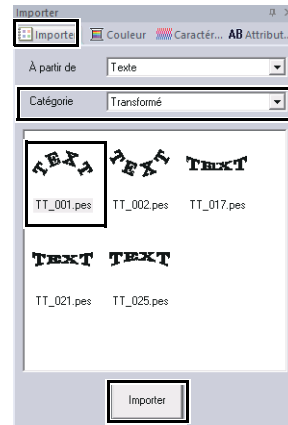 Importer
Importer Couleur Caractér... AB Attribut...
À partir de Texte
Catégorie Transformé
TEXT TEXT TEXT
TT_001.pes TT_002.pes TT_017.pes
TEXT TEXT
TT_021.pes TT_025.pes
Importer